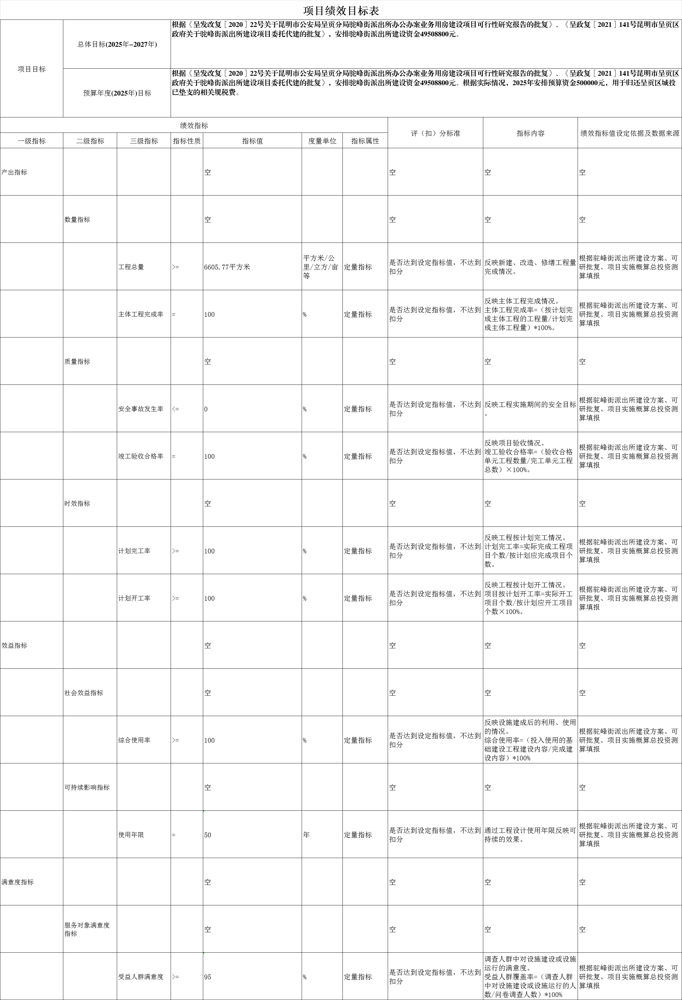 项目绩效目标表
项目目标
总体目标(2025年-2027年)
根据《呈发改复［2020］22号关于昆明市公安局呈贡分局驼峰街派出所办公办案业务用房建设项目可行性研究报告的批复》、《呈政复［2021］141号昆明市呈贡区
政府关于驼峰街派出所建设项目委托代建的批复》，安排驼峰街派出所建设资金49508800元。
预算年度(2025年)目标
根据《呈发改复［2020］22号关于昆明市公安局呈贡分局驼峰街派出所办公办案业务用房建设项目可行性研究报告的批复》、《呈政复［2021］141号昆明市呈贡区
政府关于驼峰街派出所建设项目委托代建的批复》，安排驼峰街派出所建设资金49508800元。根据实际情况，2025年安排预算资金500000元，用于归还呈贡区城投
已垫支的相关规税费。
绩效指标
评（扣）分标准
指标内容
绩效指标值设定依据及数据来源
一级指标 二级指标 三级指标 指标性质 指标值 度量单位 指标属性
产出指标 空 空 空 空
数量指标 空 空 空 空
工程总量
>=
6605.77平方米
平方米/公
里/立方/亩
等
定量指标
是否达到设定指标值，不达到
扣分
反映新建、改造、修缮工程量
完成情况。
根据驼峰街派出所建设方案、可
研批复、项目实施概算总投资测
算填报
主体工程完成率
=
100
%
定量指标
是否达到设定指标值，不达到
扣分
反映主体工程完成情况。
主体工程完成率=（按计划完
成主体工程的工程量/计划完
成主体工程量）*100%。
根据驼峰街派出所建设方案、可
研批复、项目实施概算总投资测
算填报
质量指标 空 空 空 空
安全事故发生率
<=
0
%
定量指标
是否达到设定指标值，不达到
扣分
反映工程实施期间的安全目标
。
根据驼峰街派出所建设方案、可
研批复、项目实施概算总投资测
算填报
竣工验收合格率
=
100
%
定量指标
是否达到设定指标值，不达到
扣分
反映项目验收情况。
竣工验收合格率=（验收合格
单元工程数量/完工单元工程
总数）×100%。
根据驼峰街派出所建设方案、可
研批复、项目实施概算总投资测
算填报
时效指标 空 空 空 空
计划完工率
>=
100
%
定量指标
是否达到设定指标值，不达到
扣分
反映工程按计划完工情况。
计划完工率=实际完成工程项
目个数/按计划应完成项目个
数。
根据驼峰街派出所建设方案、可
研批复、项目实施概算总投资测
算填报
计划开工率
>=
100
%
定量指标
是否达到设定指标值，不达到
扣分
反映工程按计划开工情况。
项目按计划开工率=实际开工
项目个数/按计划应开工项目
个数×100%。
根据驼峰街派出所建设方案、可
研批复、项目实施概算总投资测
算填报
效益指标 空 空 空 空
社会效益指标 空 空 空 空
综合使用率
>=
100
%
定量指标
是否达到设定指标值，不达到
扣分
反映设施建成后的利用、使用
的情况。
综合使用率=（投入使用的基
础建设工程建设内容/完成建
设内容）*100%
根据驼峰街派出所建设方案、可
研批复、项目实施概算总投资测
算填报
可持续影响指标 空 空 空 空
使用年限
=
50
年
定量指标
是否达到设定指标值，不达到
扣分
通过工程设计使用年限反映可
持续的效果。
根据驼峰街派出所建设方案、可
研批复、项目实施概算总投资测
算填报
满意度指标 空 空 空 空
服务对象满意度
指标
空 空 空 空
受益人群满意度
>=
95
%
定量指标
是否达到设定指标值，不达到
扣分
调查人群中对设施建设或设施
运行的满意度。
受益人群覆盖率=（调查人群
中对设施建设或设施运行的人
数/问卷调查人数）*100%
根据驼峰街派出所建设方案、可
研批复、项目实施概算总投资测
算填报